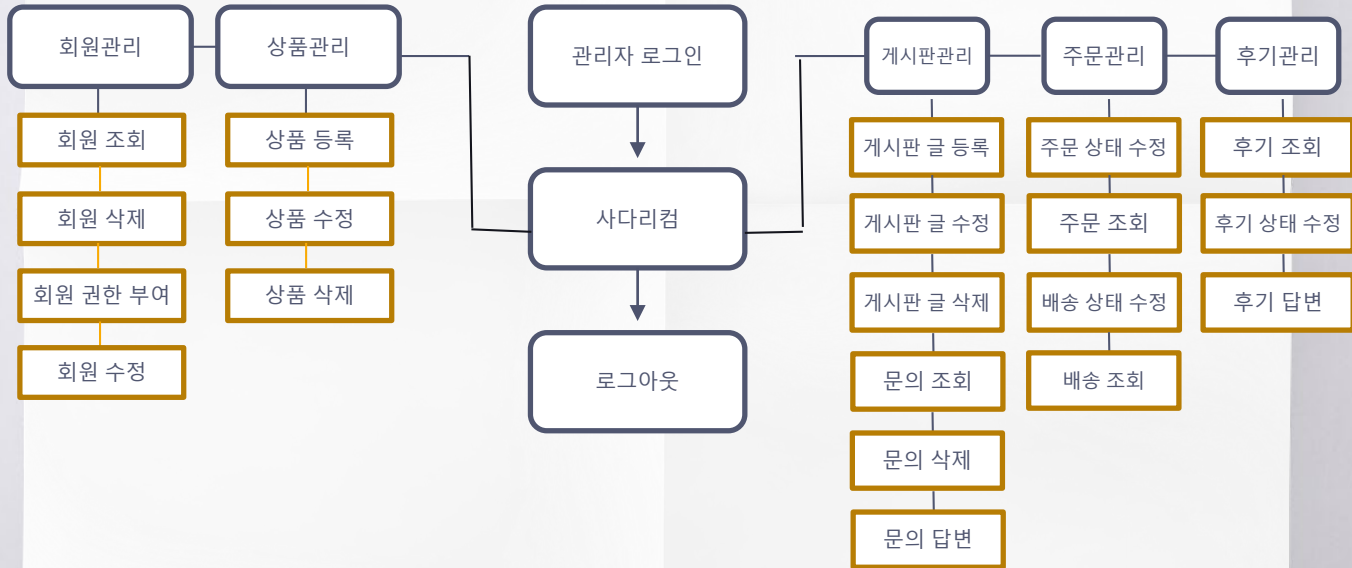 회원관리
회원 조회
회원 삭제
회원 권한 부여
회원 수정
상품관리
상품 등록
상품 수정
상품 삭제
관리자 로그인
사다리컴
로그아웃
게시판관리
게시판 글 등록
게시판 글 수정
게시판 글 삭제
문의 조회
문의 삭제
문의 답변
주문관리
주문 상태 수정
주문 조회
배송 상태 수정
배송 조회
후기관리
후기 조회
후기 상태 수정
후기 답변